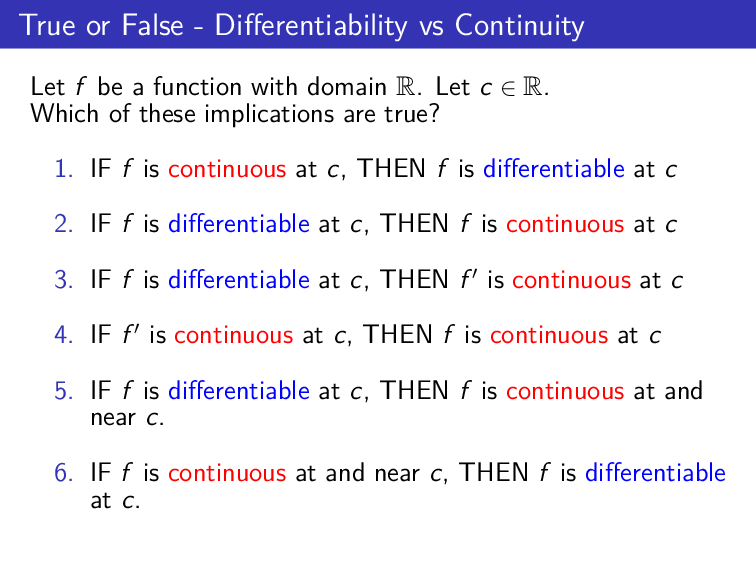 True or False - Differentiability vs Continuity
Let f be a function with domain ℝ. Let c ∈ ℝ.
Which of these implications are true?
1. IF f is continuous at c, THEN f is differentiable at c
2. IF f is differentiable at c, THEN f is continuous at c
3. IF f is differentiable at c, THEN f′ is continuous at c
4. IF f′ is continuous at c, THEN f is continuous at c
5. IF f is differentiable at c, THEN f is continuous at and
near c.
6. IF f is continuous at and near c, THEN f is differentiable
at c.